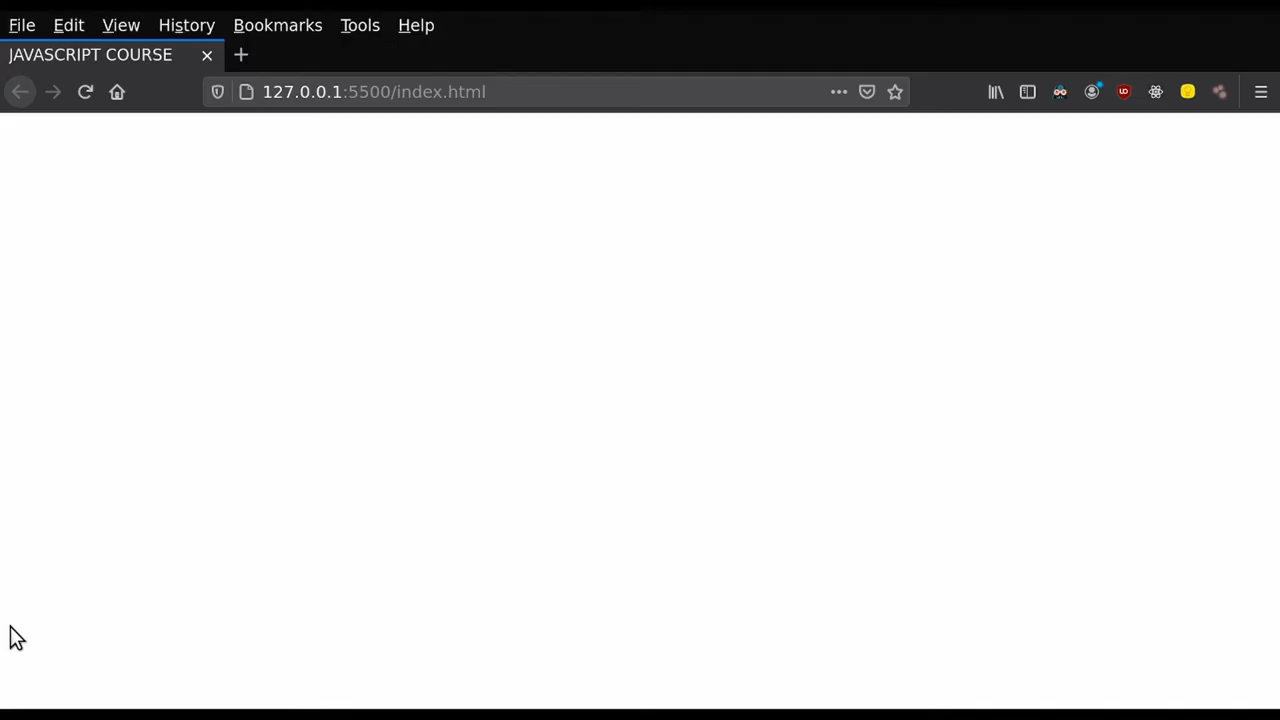 File Edit View History Bookmarks Tools Help
JAVASCRIPT COURSE
127.0.0.1:5500/index.html